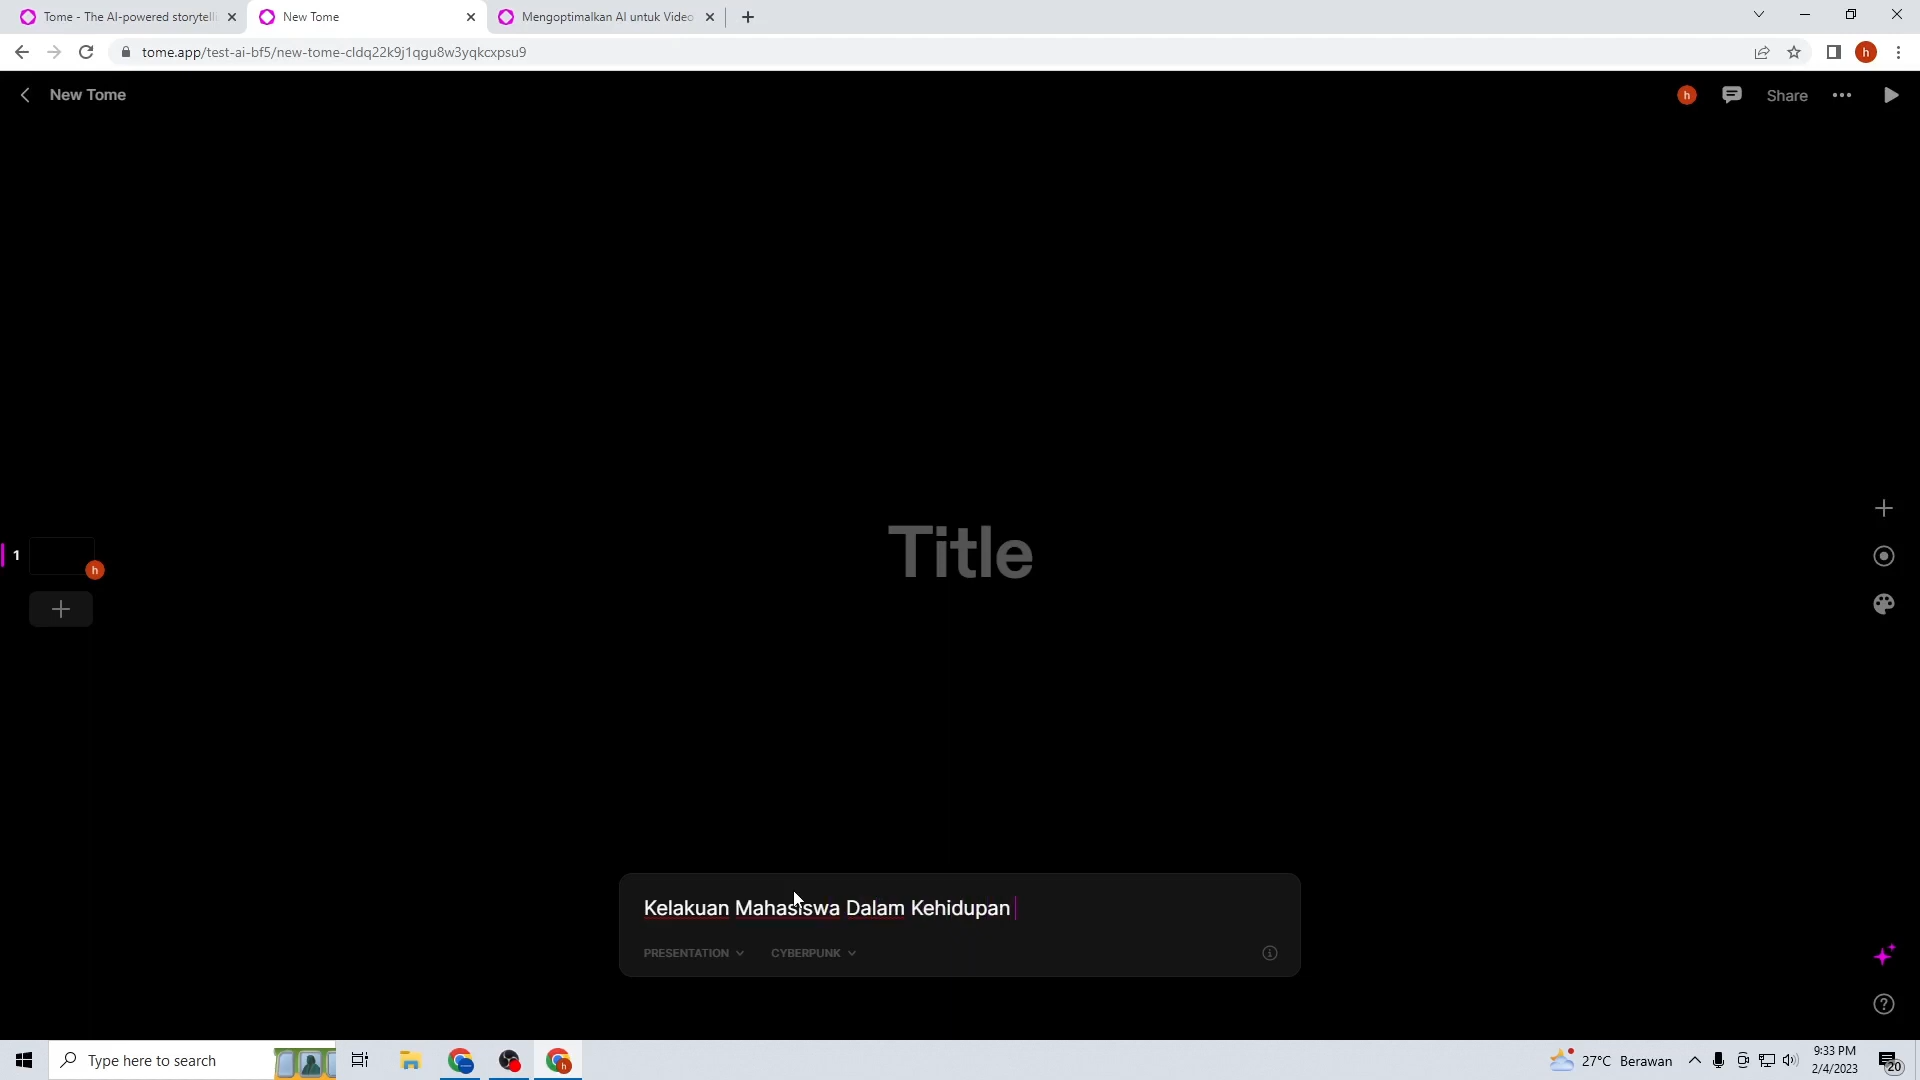 Tome - The AI-powered storytell
New Tome
Mengoptimalkan AI untuk Video
tome.app/test-ai-bf5/new-tome-cldq22k9j1qgu8w3yqkcxpsu9
h
New Tome
h
Share
Title
1
h
Kelakuan Mahasiswa Dalam Kehidupan
PRESENTATION
CYBERPUNK
Type here to search
h
27°C Berawan
9:33 PM
2/4/2023
20